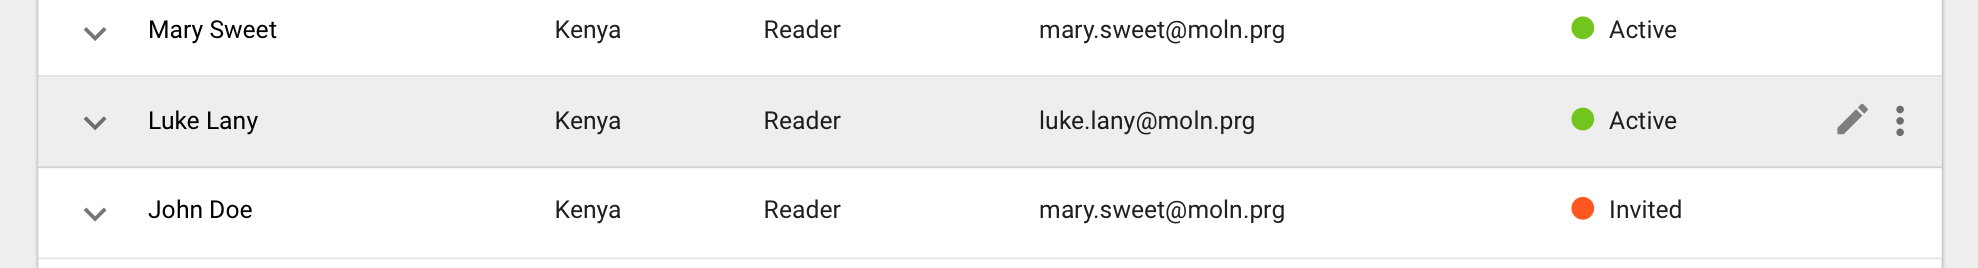 Mary Sweet Kenya Reader mary.sweet@moln.prg Active
Luke Lany Kenya Reader luke.lany@moln.prg Active
John Doe Kenya Reader mary.sweet@moln.prg Invited